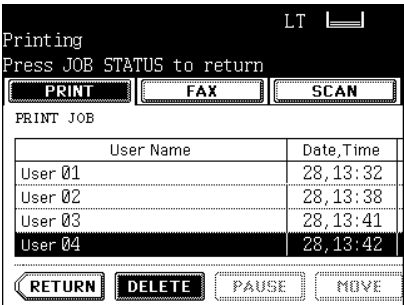 LT
Printing
Press JOB STATUS to return
PRINT FAX SCAN
PRINT JOB
User Name Date,Time
User 01 28,13:32
User 02 28,13:38
User 03 28,13:41
User 04 28,13:42
RETURN DELETE PAUSE MOVE